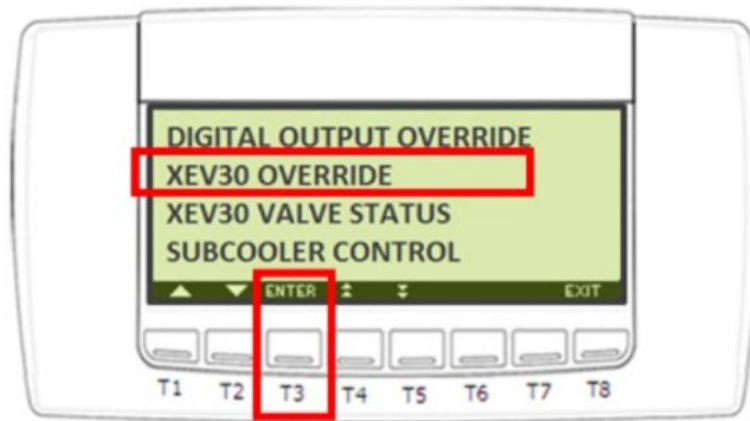 DIGITAL OUTPUT OVERRIDE
XEV30 OVERRIDE
XEV30 VALVE STATUS
SUBCOOLER CONTROL
ENTER EXIT
T1 T2 T3 T4 T5 T6 T7 T8